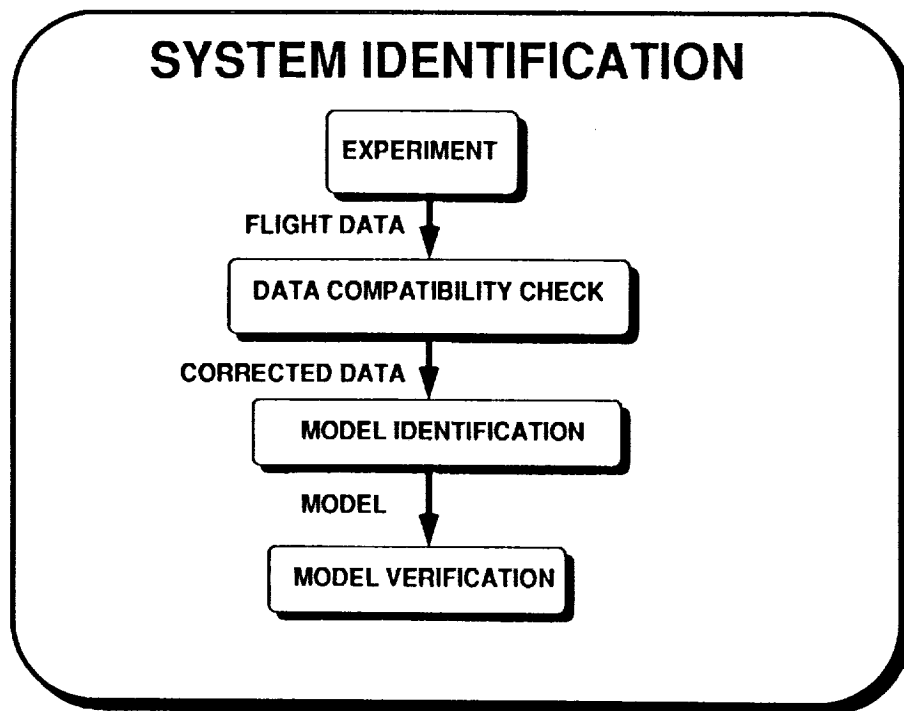 SYSTEM IDENTIFICATION
EXPERIMENT
FLIGHT DATA
DATA COMPATIBILITY CHECK
CORRECTED DATA
MODEL IDENTIFICATION
MODEL
MODEL VERIFICATION